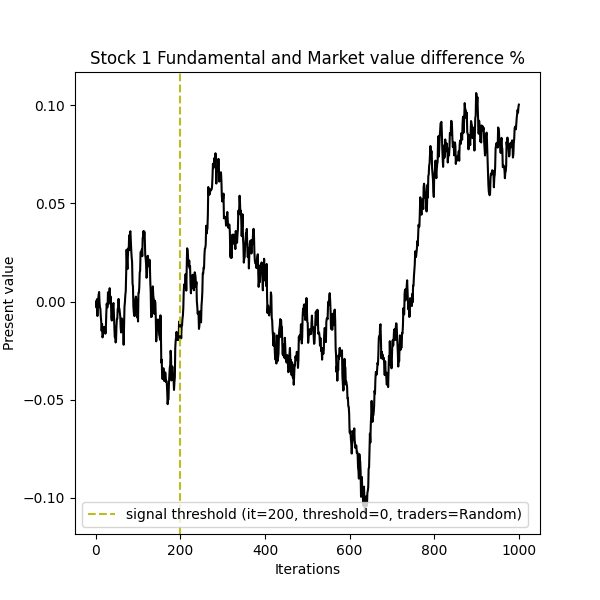 Stock 1 Fundamental and Market value difference %
0.10
0.05
0.00
−0.05
−0.10
Present value
signal threshold (it=200, threshold=0, traders=Random)
0 200 400 600 800 1000
Iterations